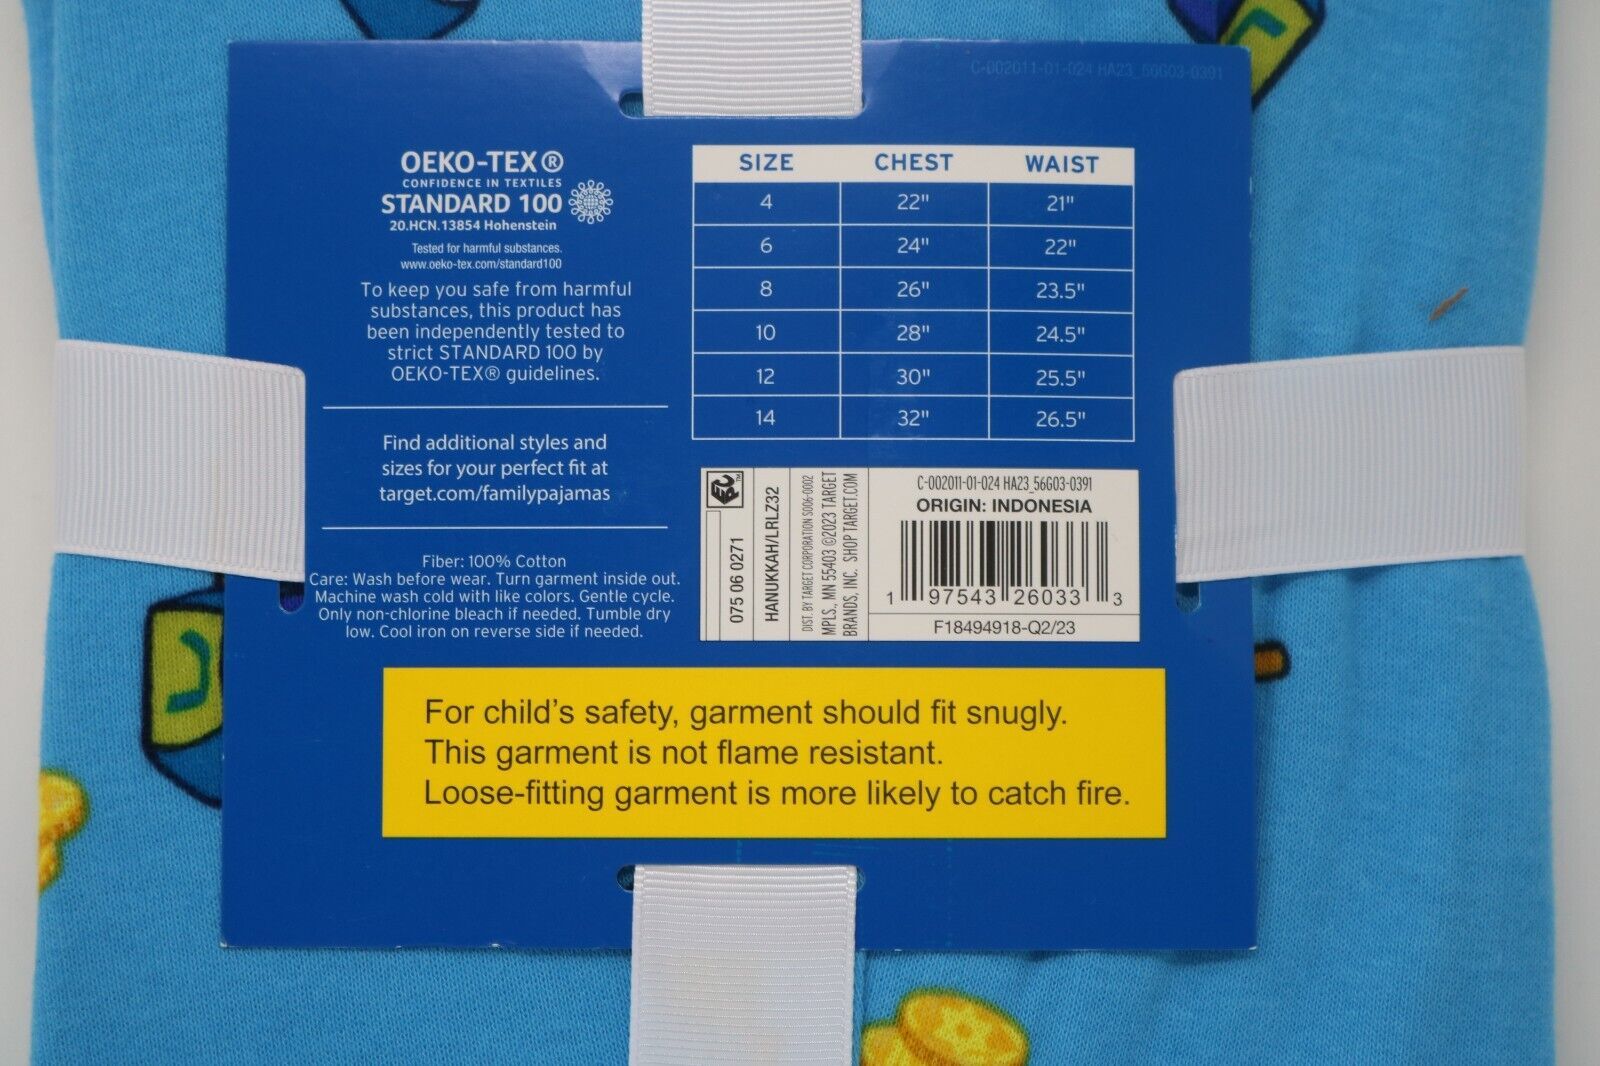 C-002011-01-024 HA23_56G03-0391
OEKO-TEX®
CONFIDENCE IN TEXTILES
STANDARD 100
20.HCN.13854 Hohenstein
Tested for harmful substances.
www.oeko-tex.com/standard100
To keep you safe from harmful
substances, this product has
been independently tested to
strict STANDARD 100 by
OEKO-TEX® guidelines.
Find additional styles and
sizes for your perfect fit at
target.com/familypajamas
Fiber: 100% Cotton
Care: Wash before wear. Turn garment inside out.
Machine wash cold with like colors. Gentle cycle.
Only non-chlorine bleach if needed. Tumble dry
low. Cool iron on reverse side if needed.
SIZE CHEST WAIST
4 22" 21"
6 24" 22"
8 26" 23.5"
10 28" 24.5"
12 30" 25.5"
14 32" 26.5"
075 06 0271
HANUKKAH/LRLZ32
DIST. BY TARGET CORPORATION S006-0002
MPLS., MN 55403 ©2023 TARGET
BRANDS, INC. SHOP TARGET.COM
C-002011-01-024 HA23_56G03-0391
ORIGIN: INDONESIA
1 97543 26033 3
F18494918-Q2/23
For child's safety, garment should fit snugly.
This garment is not flame resistant.
Loose-fitting garment is more likely to catch fire.